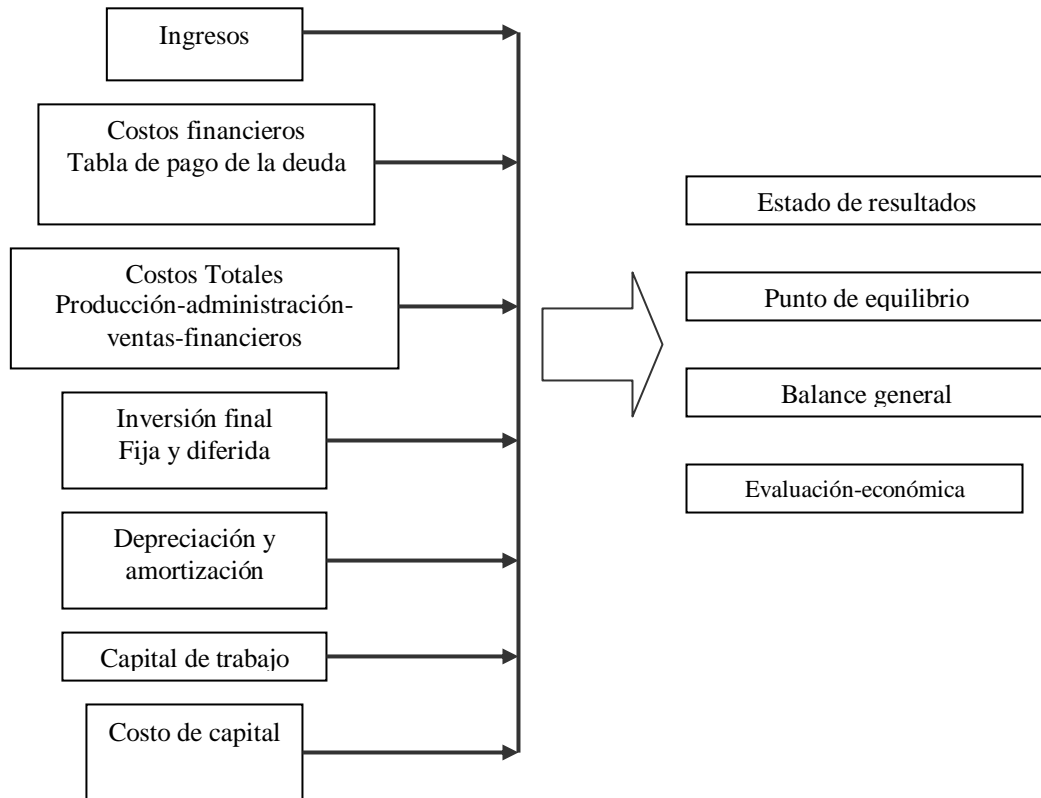 Ingresos
Costos financieros
Tabla de pago de la deuda
Costos Totales
Producción-administración-
ventas-financieros
Inversión final
Fija y diferida
Depreciación y
amortización
Capital de trabajo
Costo de capital
Estado de resultados
Punto de equilibrio
Balance general
Evaluación-económica